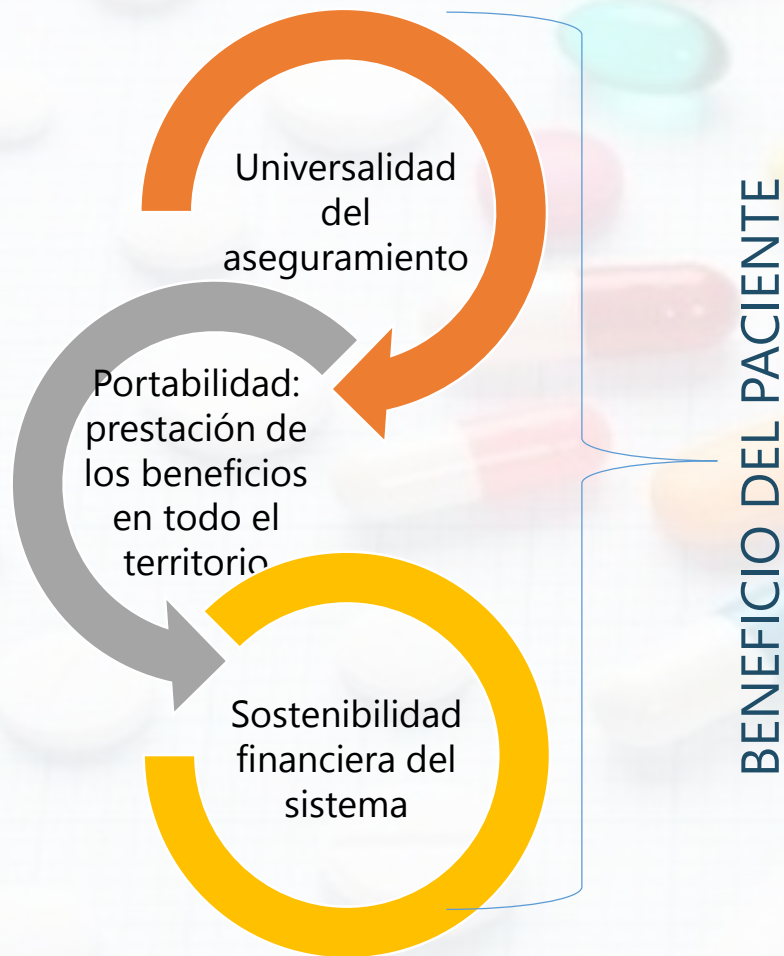 Universalidad
del
aseguramiento
Portabilidad:
prestación de
los beneficios
en todo el
territorio
Sostenibilidad
financiera del
sistema
BENEFICIO DEL PACIENTE